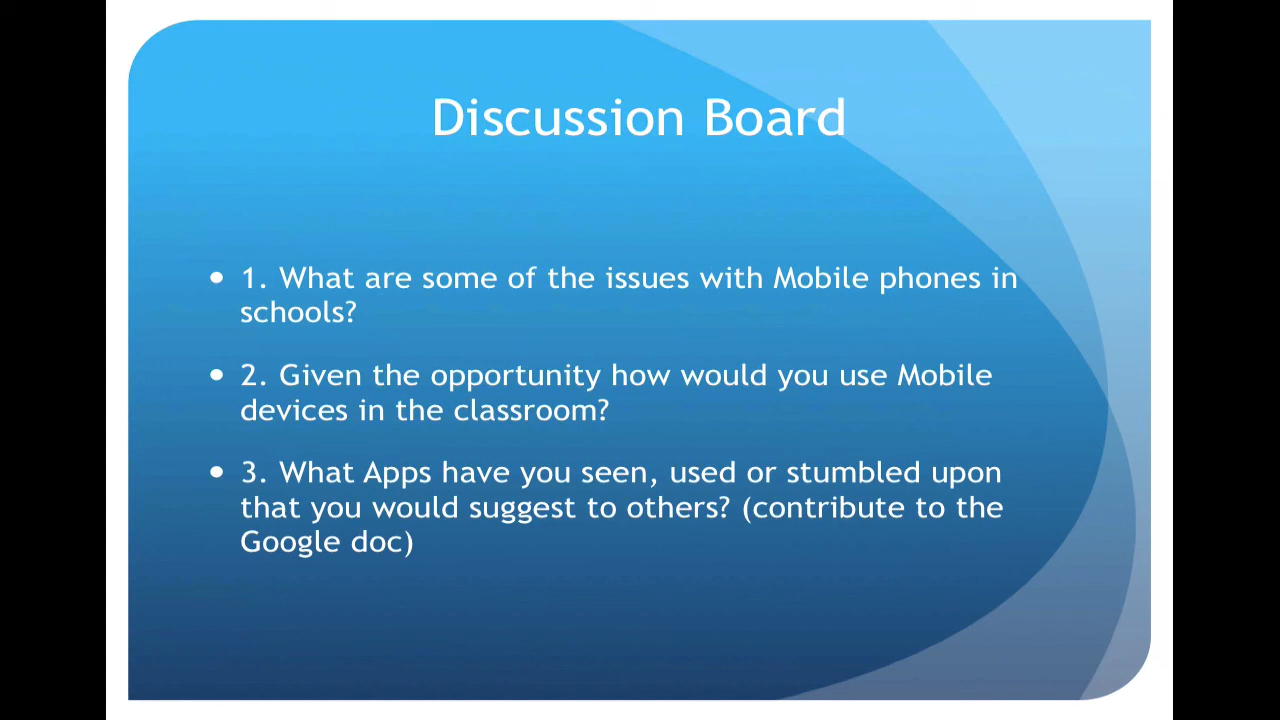 Discussion Board
• 1. What are some of the issues with Mobile phones in
schools?
• 2. Given the opportunity how would you use Mobile
devices in the classroom?
• 3. What Apps have you seen, used or stumbled upon
that you would suggest to others? (contribute to the
Google doc)